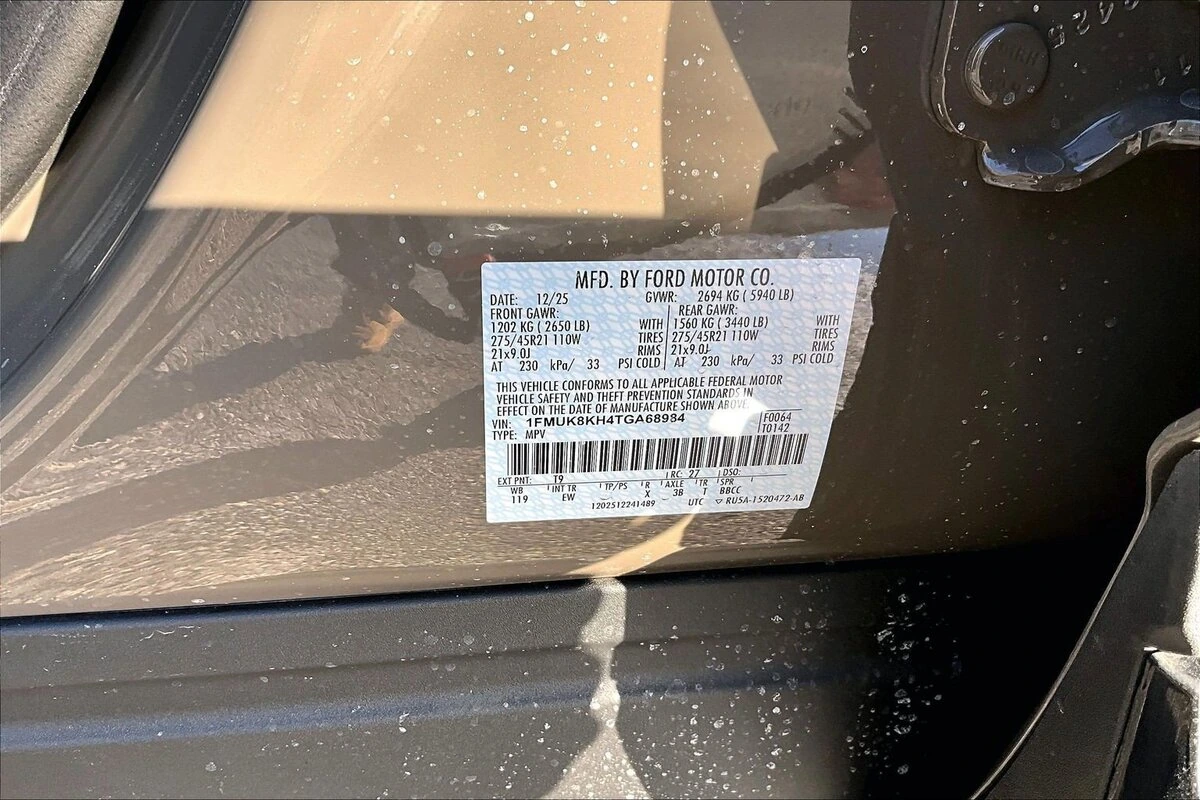 MFD. BY FORD MOTOR CO.
DATE: 12/25 GVWR: 2694 KG ( 5940 LB)
FRONT GAWR: REAR GAWR:
1202 KG ( 2650 LB) WITH 1560 KG ( 3440 LB) WITH
275/45R21 110W TIRES 275/45R21 110W TIRES
21x9.0J RIMS 21x9.0J RIMS
AT 230 kPa/ 33 PSI COLD AT 230 kPa/ 33 PSI COLD
THIS VEHICLE CONFORMS TO ALL APPLICABLE FEDERAL MOTOR
VEHICLE SAFETY AND THEFT PREVENTION STANDARDS IN
EFFECT ON THE DATE OF MANUFACTURE SHOWN ABOVE.
VIN: 1FMUK8KH4TGA68984 F0064
TYPE: MPV T0142
EXT PNT: T9 RC: 27 DSO:
WB INT TR TP/PS R AXLE TR SPR
119 EW X 3B T BBCC
1202512241489 UTC ▽ RU5A-1520472-AB